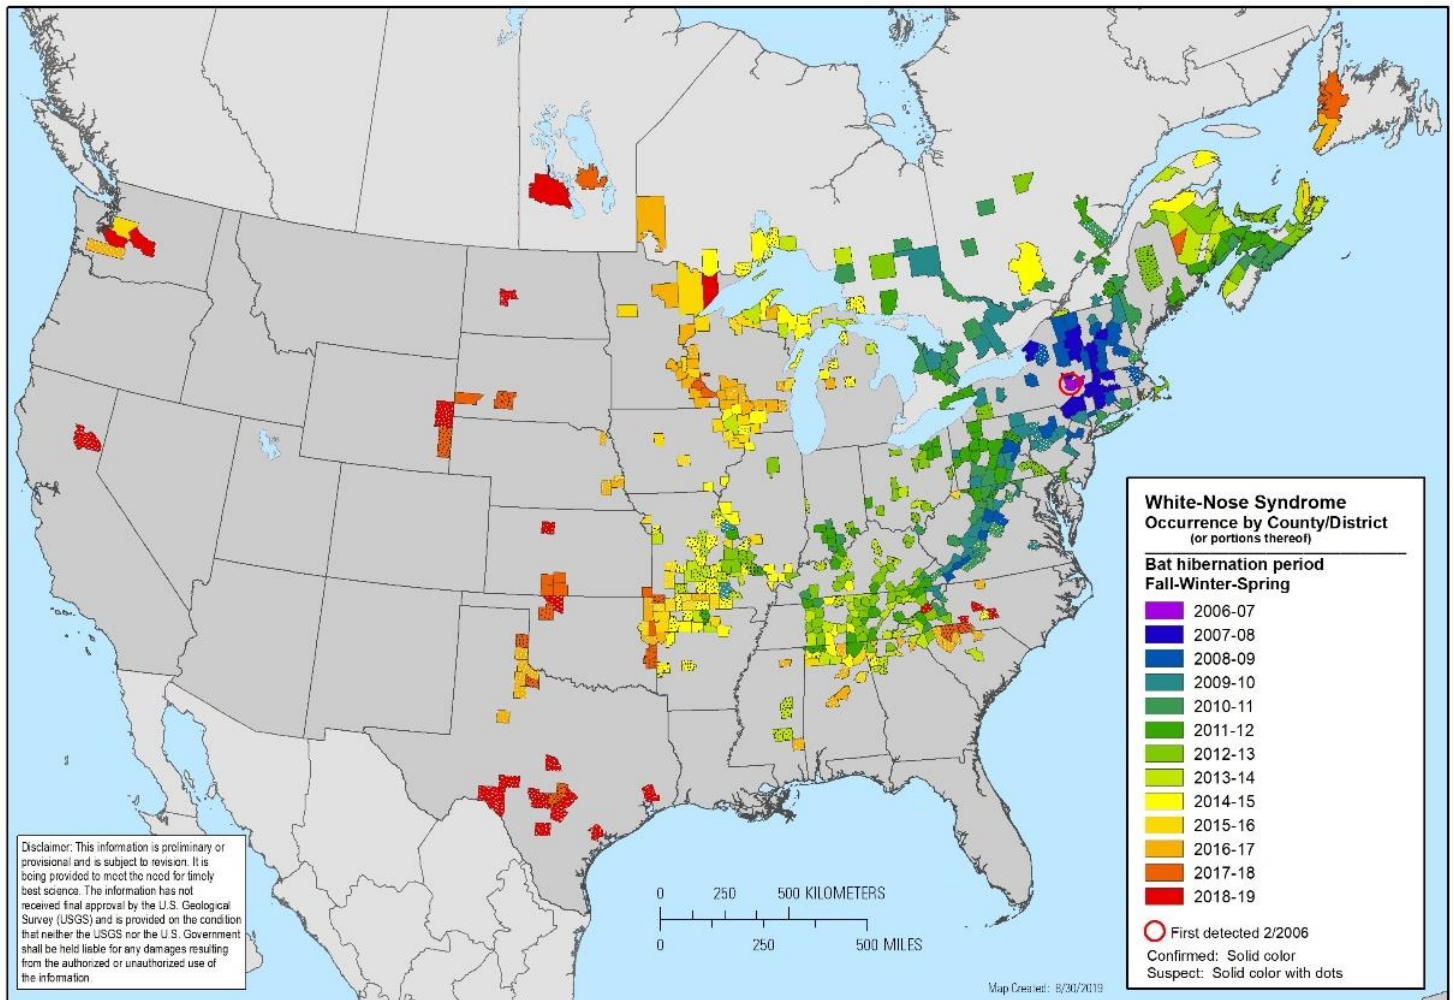 White-Nose Syndrome
Occurrence by County/District
(or portions thereof)
Bat hibernation period
Fall-Winter-Spring
2006-07
2007-08
2008-09
2009-10
2010-11
2011-12
2012-13
2013-14
2014-15
2015-16
2016-17
2017-18
2018-19
First detected 2/2006
Confirmed: Solid color
Suspect: Solid color with dots
Disclaimer: This information is preliminary or
provisional and is subject to revision. It is
being provided to meet the need for timely
best science. The information has not
received final approval by the U.S. Geological
Survey (USGS) and is provided on the condition
that neither the USGS nor the U.S. Government
shall be held liable for any damages resulting
from the authorized or unauthorized use of
the information.
0 250 500 KILOMETERS
0 250 500 MILES
Map Created: 8/30/2019